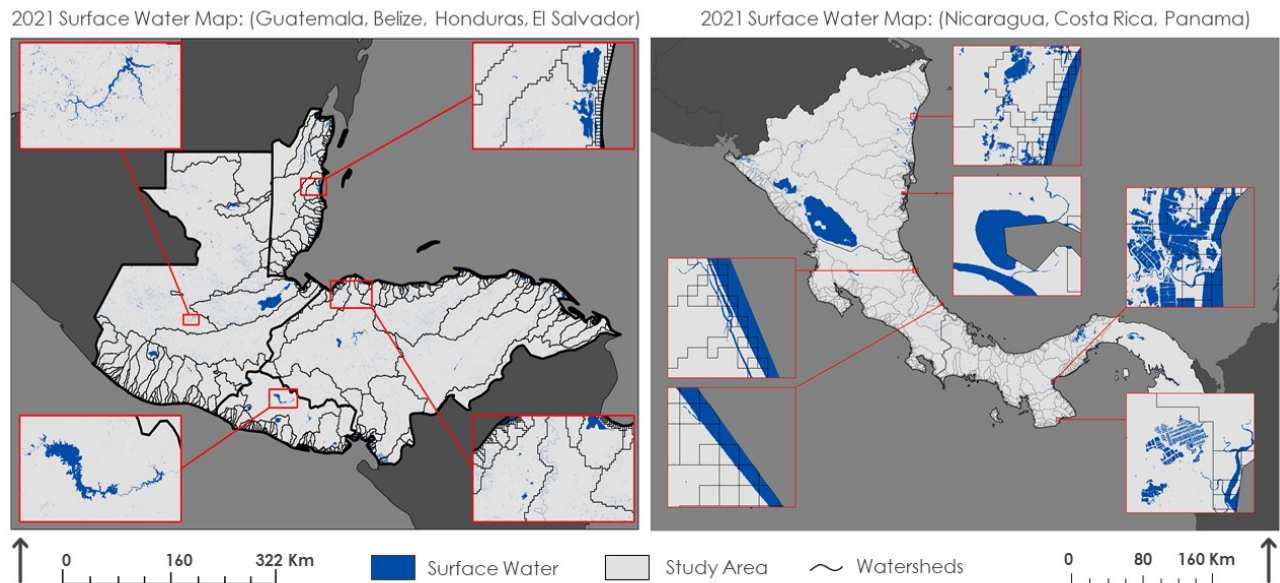 2021 Surface Water Map: (Guatemala, Belize, Honduras, El Salvador)
2021 Surface Water Map: (Nicaragua, Costa Rica, Panama)
0 160 322 Km
Surface Water
Study Area
Watersheds
0 80 160 Km